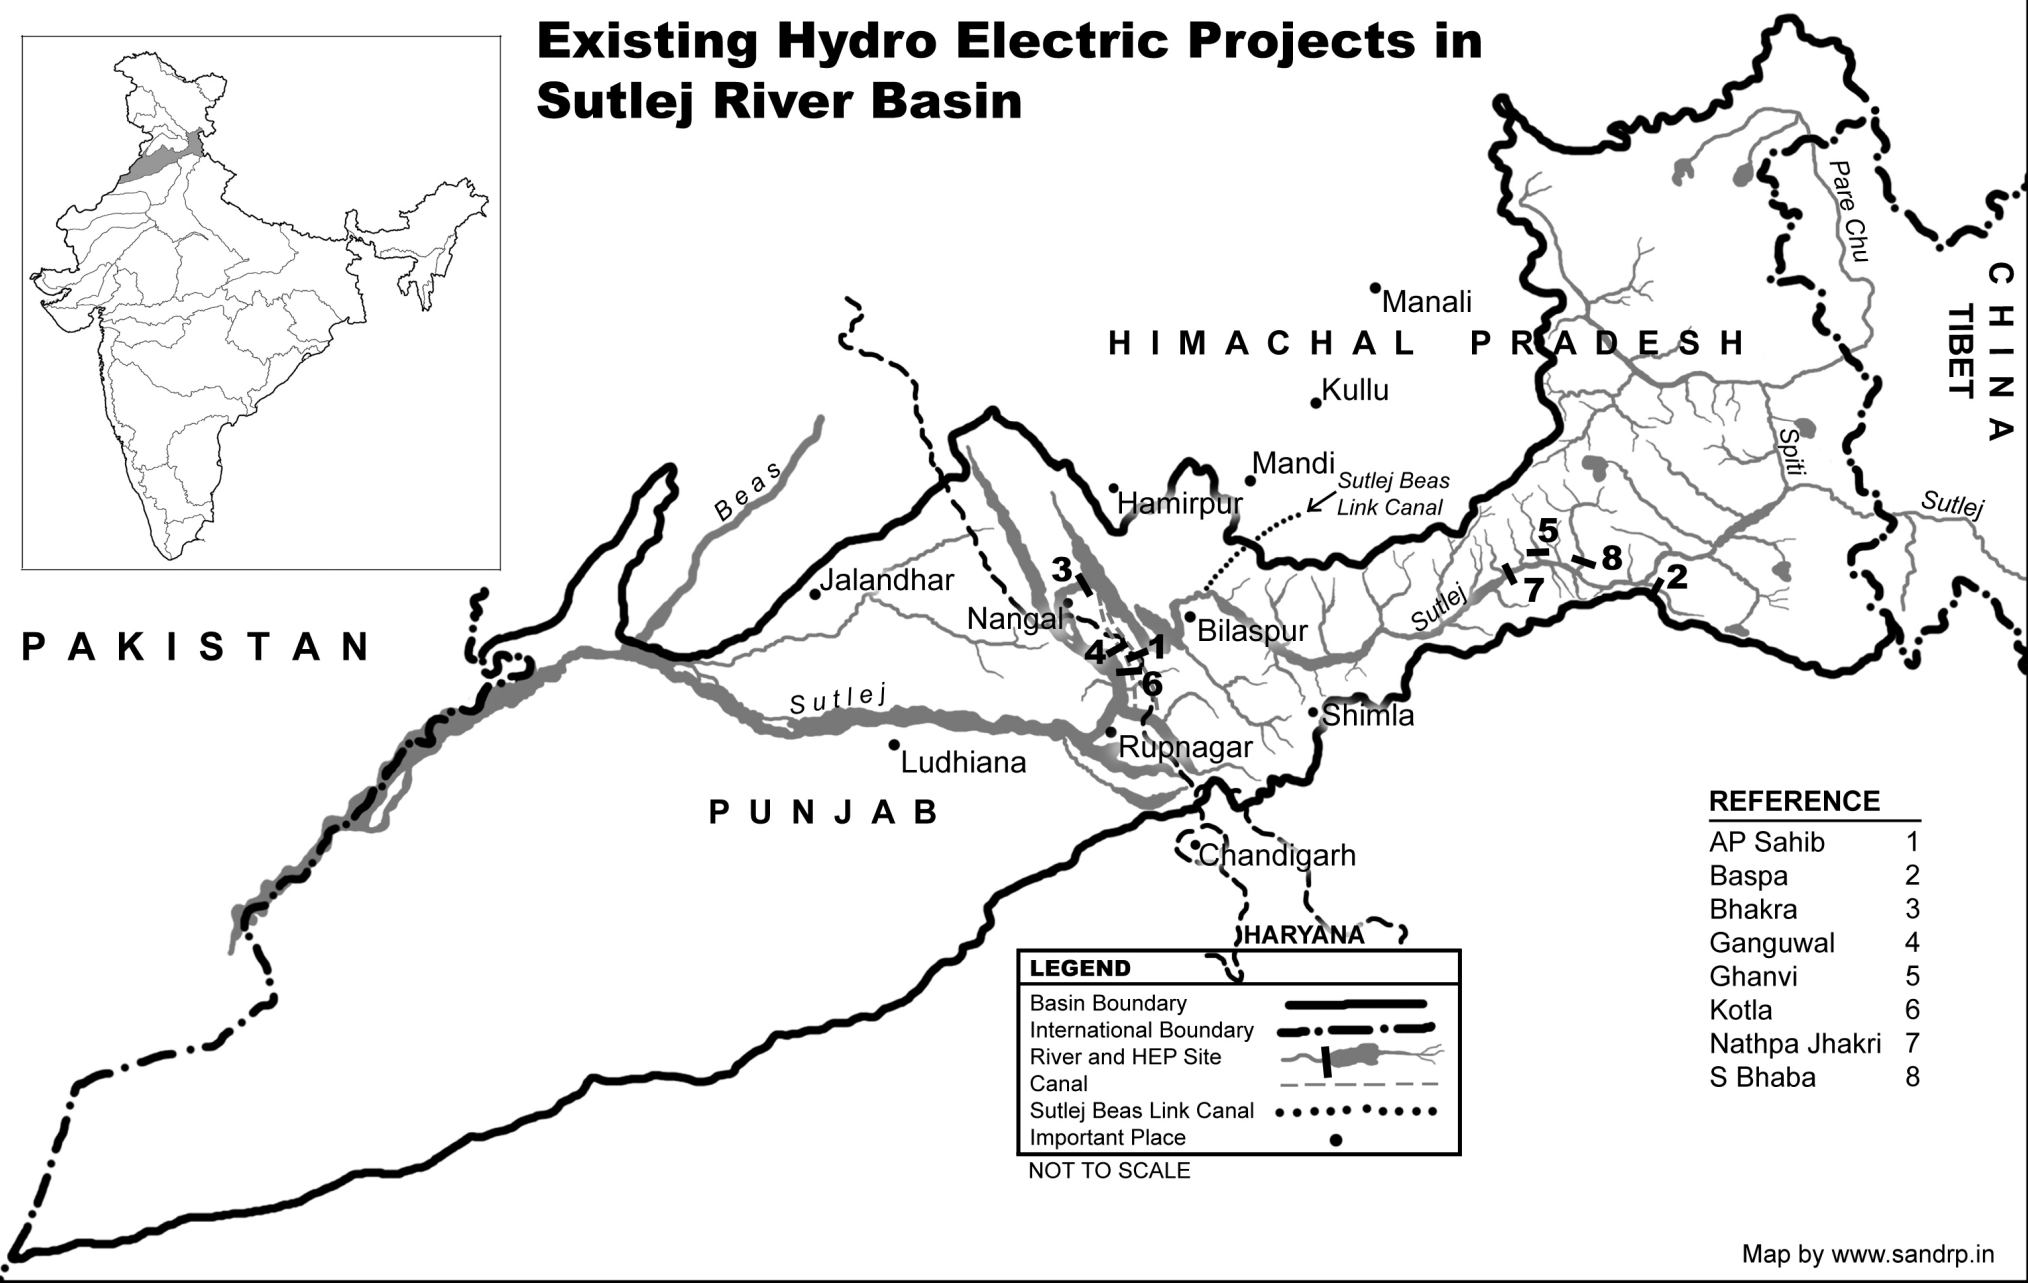 Existing Hydro Electric Projects in
Sutlej River Basin
Pare Chu
CHINA
TIBET
Manali
HIMACHAL PRADESH
Kullu
Beas
Mandi
Sutlej Beas
Link Canal
Hamirpur
Spiti
Sutlej
5
8
3
Jalandhar
7
2
Nangal
Sutlej
PAKISTAN
4
1
Bilaspur
6
Sutlej
Shimla
Rupnagar
Ludhiana
PUNJAB
Chandigarh
HARYANA
REFERENCE
AP Sahib 1
Baspa 2
Bhakra 3
Ganguwal 4
Ghanvi 5
Kotla 6
Nathpa Jhakri 7
S Bhaba 8
LEGEND
Basin Boundary
International Boundary
River and HEP Site
Canal
Sutlej Beas Link Canal
Important Place
NOT TO SCALE
Map by www.sandrp.in